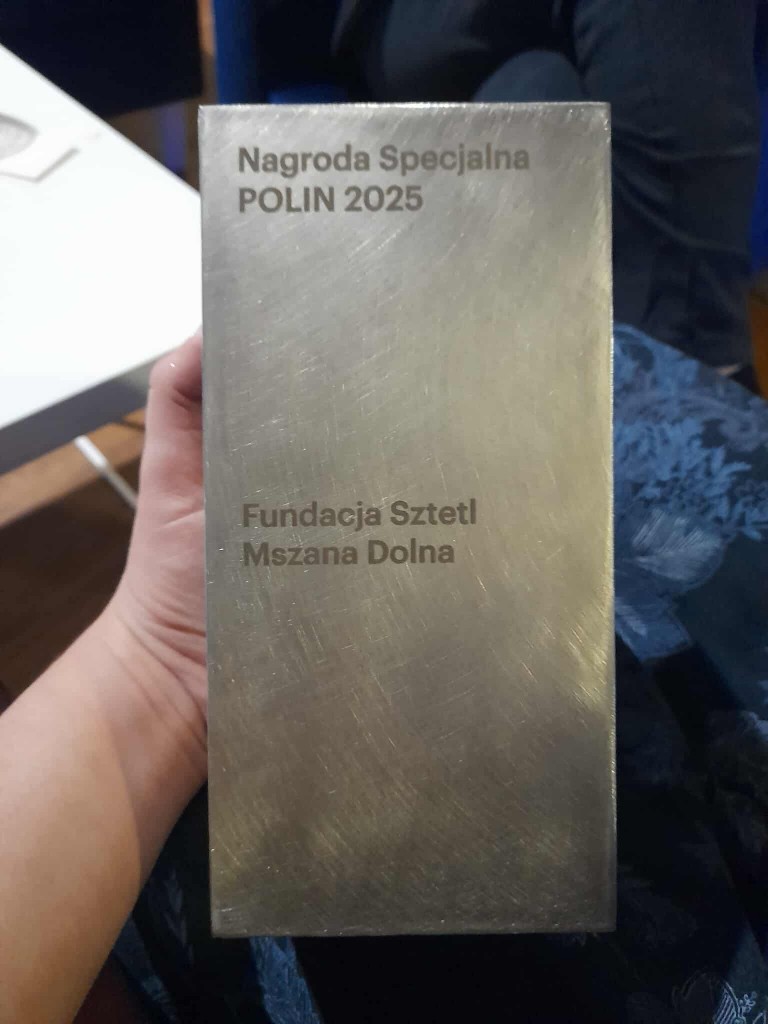 Nagroda Specjalna
POLIN 2025
Fundacja Sztetl
Mszana Dolna